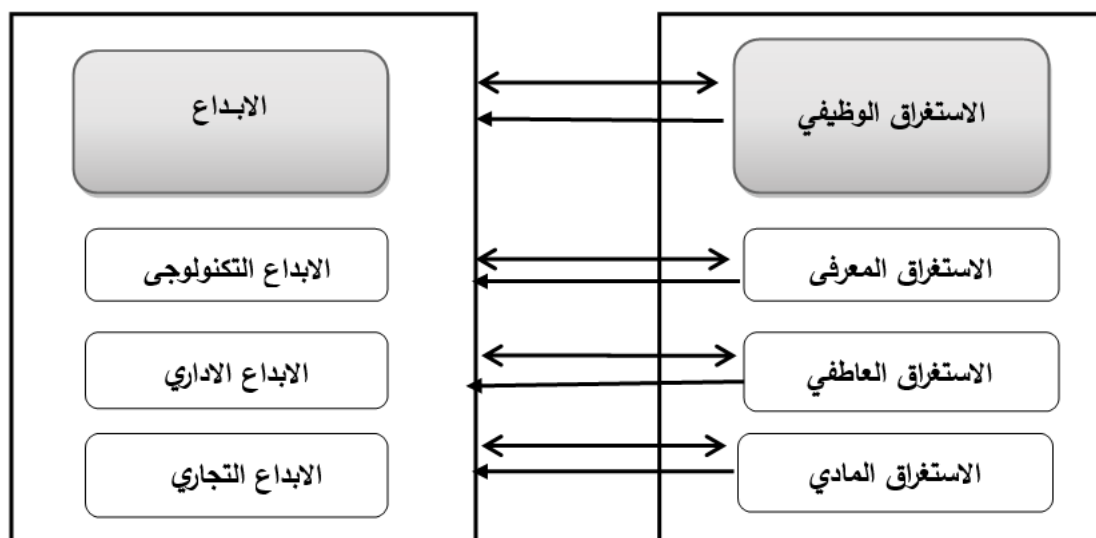 الاستغراق الوظيفي
الابـداع
الاستغراق المعرفى
الابداع التكنولوجى
الاستغراق العاطفي
الابداع الاداري
الاستغراق المادي
الابداع التجاري